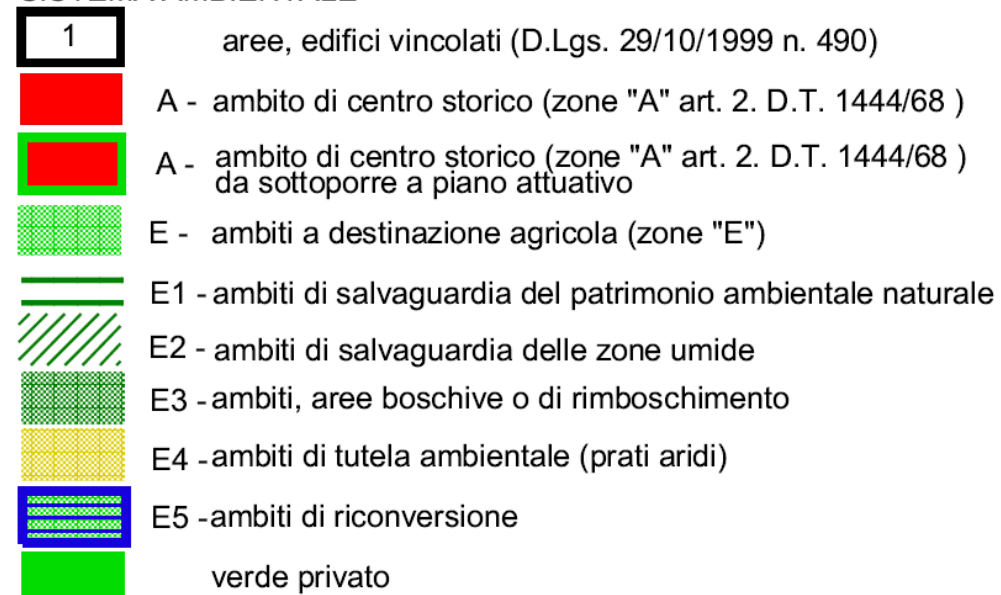 SISTEMA AMBIENTALE
1 aree, edifici vincolati (D.Lgs. 29/10/1999 n. 490)
A - ambito di centro storico (zone "A" art. 2. D.T. 1444/68 )
A - ambito di centro storico (zone "A" art. 2. D.T. 1444/68 )
da sottoporre a piano attuativo
E - ambiti a destinazione agricola (zone "E")
E1 - ambiti di salvaguardia del patrimonio ambientale naturale
E2 - ambiti di salvaguardia delle zone umide
E3 - ambiti, aree boschive o di rimboschimento
E4 - ambiti di tutela ambientale (prati aridi)
E5 - ambiti di riconversione
verde privato